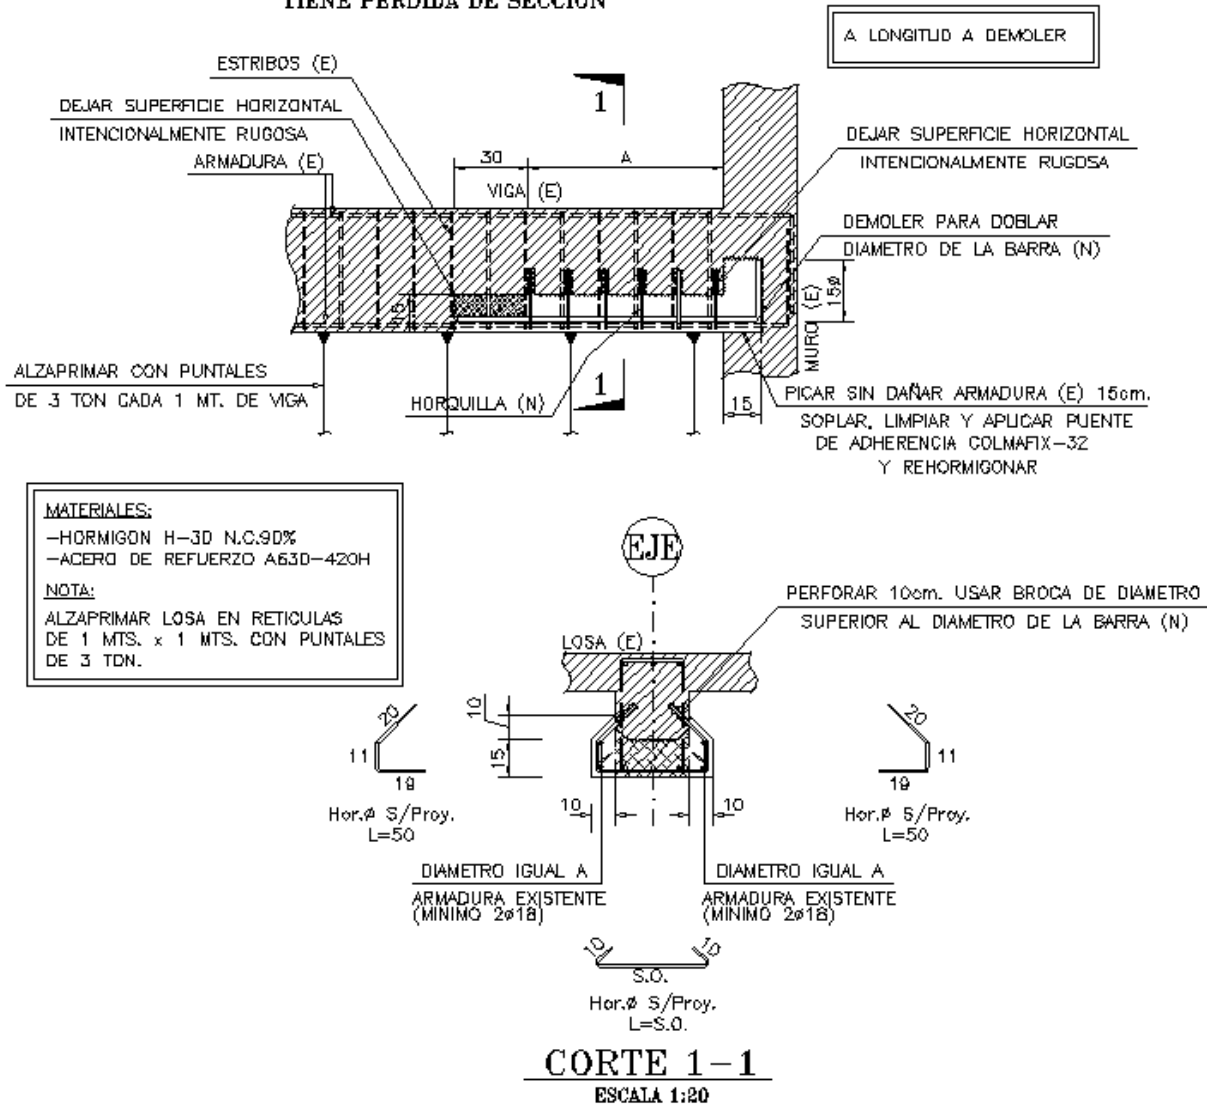 TIENE PERDIDA DE SECCION
A LONGITUD A DEMOLER
ESTRIBOS (E)
DEJAR SUPERFICIE HORIZONTAL
INTENCIONALMENTE RUGOSA
ARMADURA (E)
1
30
A
VIGA (E)
DEJAR SUPERFICIE HORIZONTAL
INTENCIONALMENTE RUGOSA
DEMOLER PARA DOBLAR
DIAMETRO DE LA BARRA (N)
15
15ø
MURO (E)
ALZAPRIMAR CON PUNTALES
DE 3 TON CADA 1 MT. DE VIGA
HORQUILLA (N)
1
15
PICAR SIN DAÑAR ARMADURA (E) 15cm.
SOPLAR, LIMPIAR Y APLICAR PUENTE
DE ADHERENCIA COLMAFIX-32
Y REHORMIGONAR
MATERIALES:
-HORMIGON H-30 N.C.90%
-ACERO DE REFUERZO A630-420H
NOTA:
ALZAPRIMAR LOSA EN RETICULAS
DE 1 MTS. x 1 MTS. CON PUNTALES
DE 3 TON.
EJE
PERFORAR 10cm. USAR BROCA DE DIAMETRO
SUPERIOR AL DIAMETRO DE LA BARRA (N)
LOSA (E)
10
15
20
11
19
Hor.ø S/Proy.
L=50
10
10
20
11
19
Hor.ø S/Proy.
L=50
DIAMETRO IGUAL A
ARMADURA EXISTENTE
(MINIMO 2ø18)
DIAMETRO IGUAL A
ARMADURA EXISTENTE
(MINIMO 2ø18)
10
10
S.O.
Hor.ø S/Proy.
L=S.O.
CORTE 1-1
ESCALA 1:20